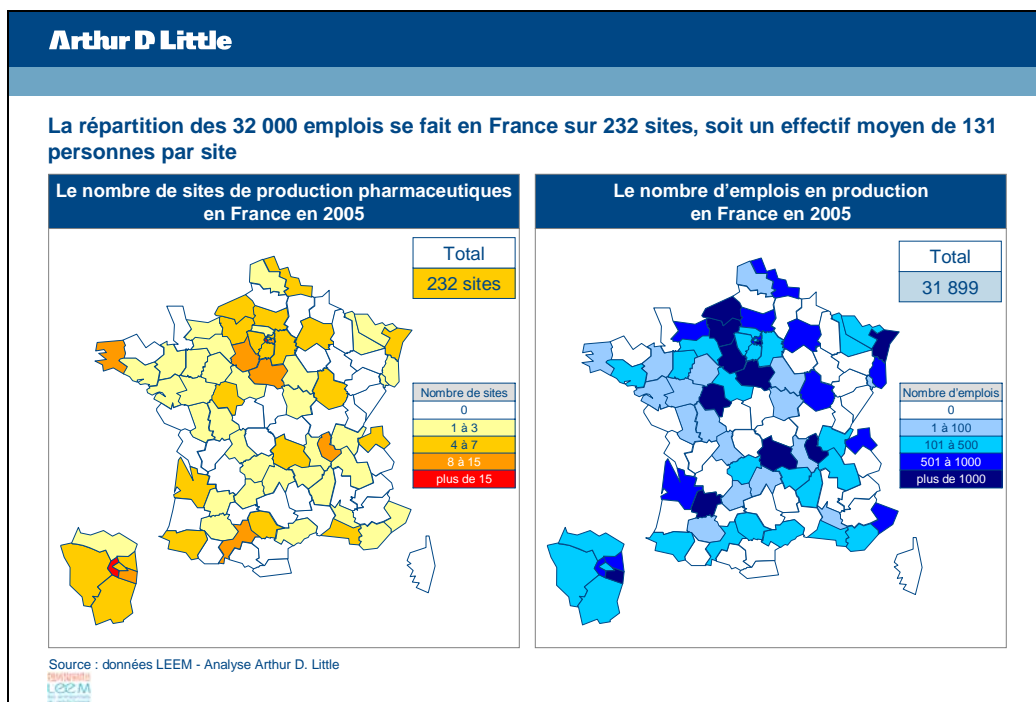 Arthur D Little
La répartition des 32 000 emplois se fait en France sur 232 sites, soit un effectif moyen de 131
personnes par site
Le nombre de sites de production pharmaceutiques
en France en 2005
Total
232 sites
Nombre de sites
0
1 à 3
4 à 7
8 à 15
plus de 15
Le nombre d'emplois en production
en France en 2005
Total
31 899
Nombre d'emplois
0
1 à 100
101 à 500
501 à 1000
plus de 1000
Source : données LEEM - Analyse Arthur D. Little
LEEM